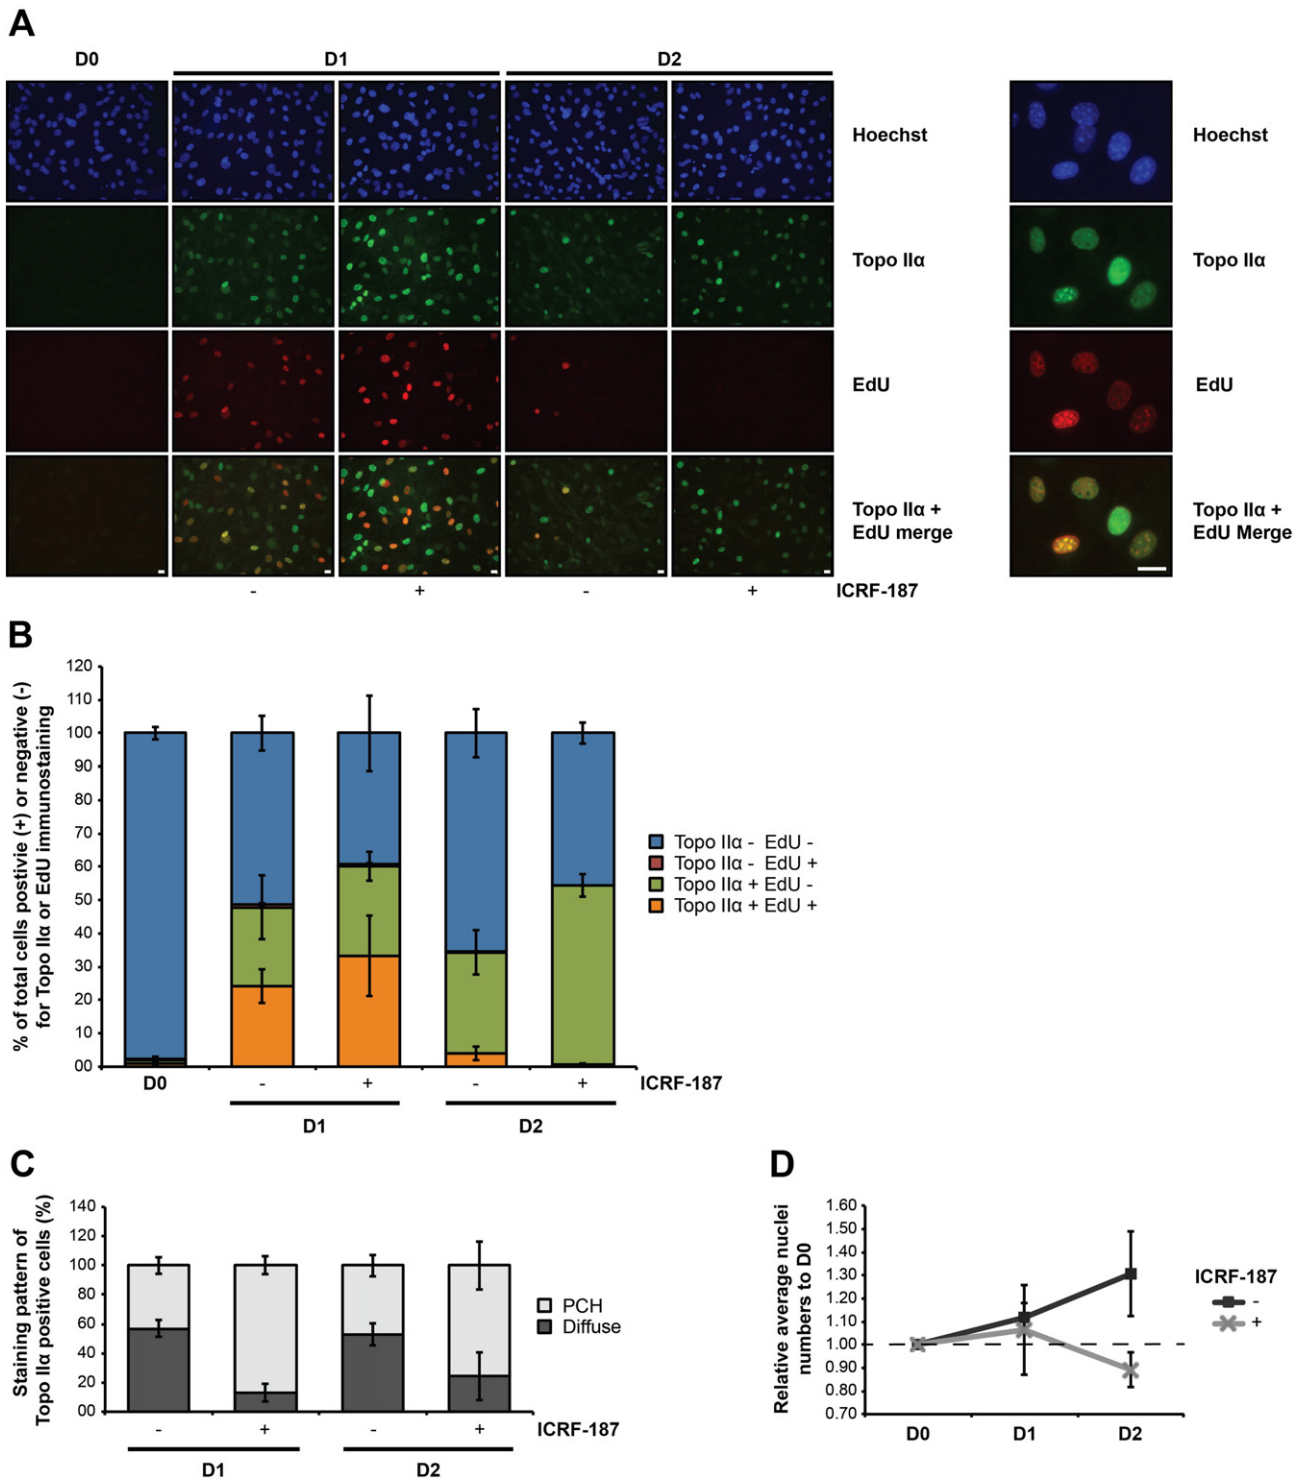 A
D0
D1
D2
Hoechst
Hoechst
Topo IIα
Topo IIα
EdU
EdU
Topo IIα +
EdU merge
Topo IIα +
EdU Merge
- + - + ICRF-187
B
% of total cells postivie (+) or negative (-)
for Topo IIα or EdU immunostaining
120
110
100
90
80
70
60
50
40
30
20
10
00
Topo IIα - EdU -
Topo IIα - EdU +
Topo IIα + EdU -
Topo IIα + EdU +
D0 - + - + ICRF-187
D1 D2
C
Staining pattern of
Topo IIα positive cells (%)
140
120
100
80
60
40
20
00
PCH
Diffuse
- + - + ICRF-187
D1 D2
D
Relative average nuclei
numbers to D0
1.60
1.50
1.40
1.30
1.20
1.10
1.00
0.90
0.80
0.70
D0 D1 D2
ICRF-187
-
+